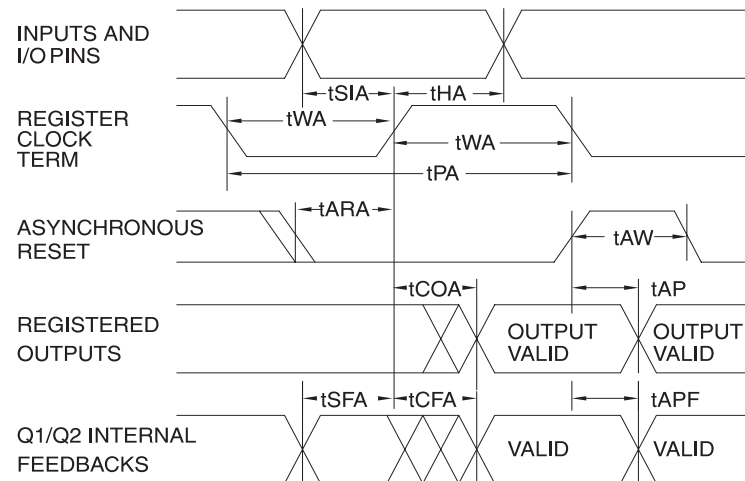 INPUTS AND
I/O PINS
tSIA
tHA
REGISTER
CLOCK
TERM
tWA
tWA
tPA
ASYNCHRONOUS
RESET
tARA
tAW
REGISTERED
OUTPUTS
tCOA
tAP
OUTPUT
VALID
OUTPUT
VALID
Q1/Q2 INTERNAL
FEEDBACKS
tSFA
tCFA
tAPF
VALID
VALID